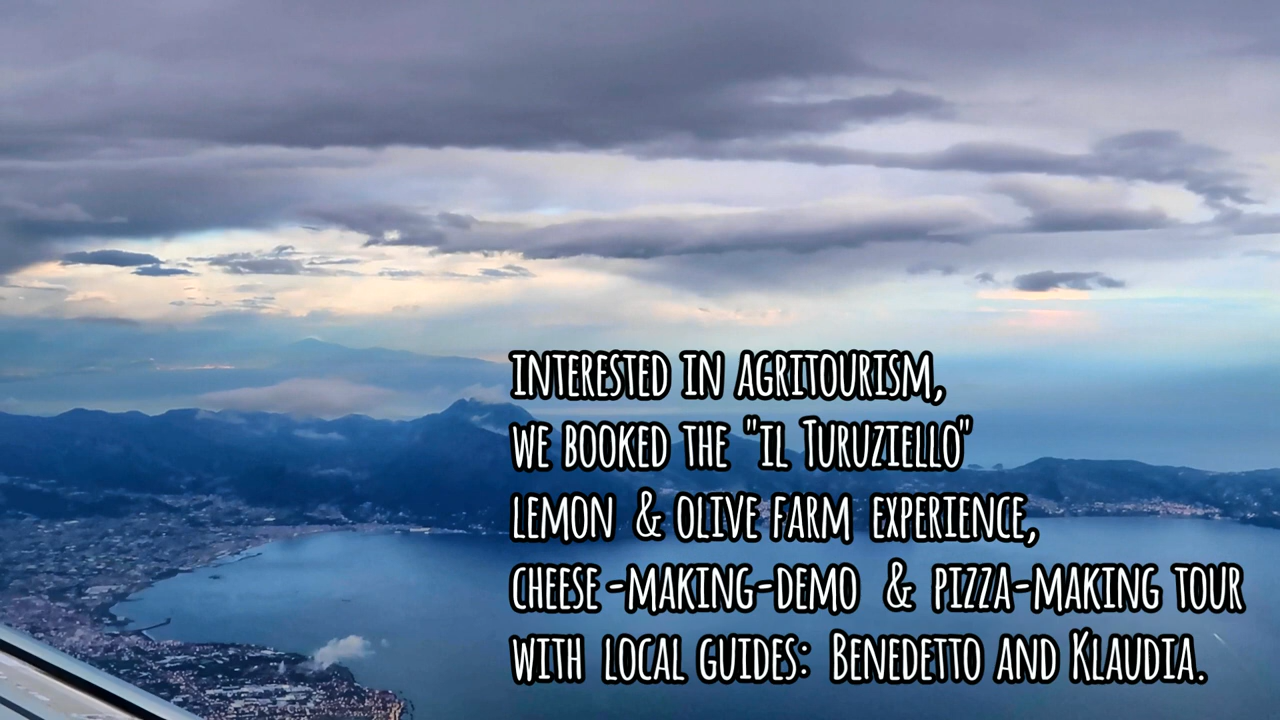 INTERESTED IN AGRITOURISM,
WE BOOKED THE "IL TURUZIELLO"
LEMON & OLIVE FARM EXPERIENCE,
CHEESE-MAKING-DEMO & PIZZA-MAKING TOUR
WITH LOCAL GUIDES: BENEDETTO AND KLAUDIA.